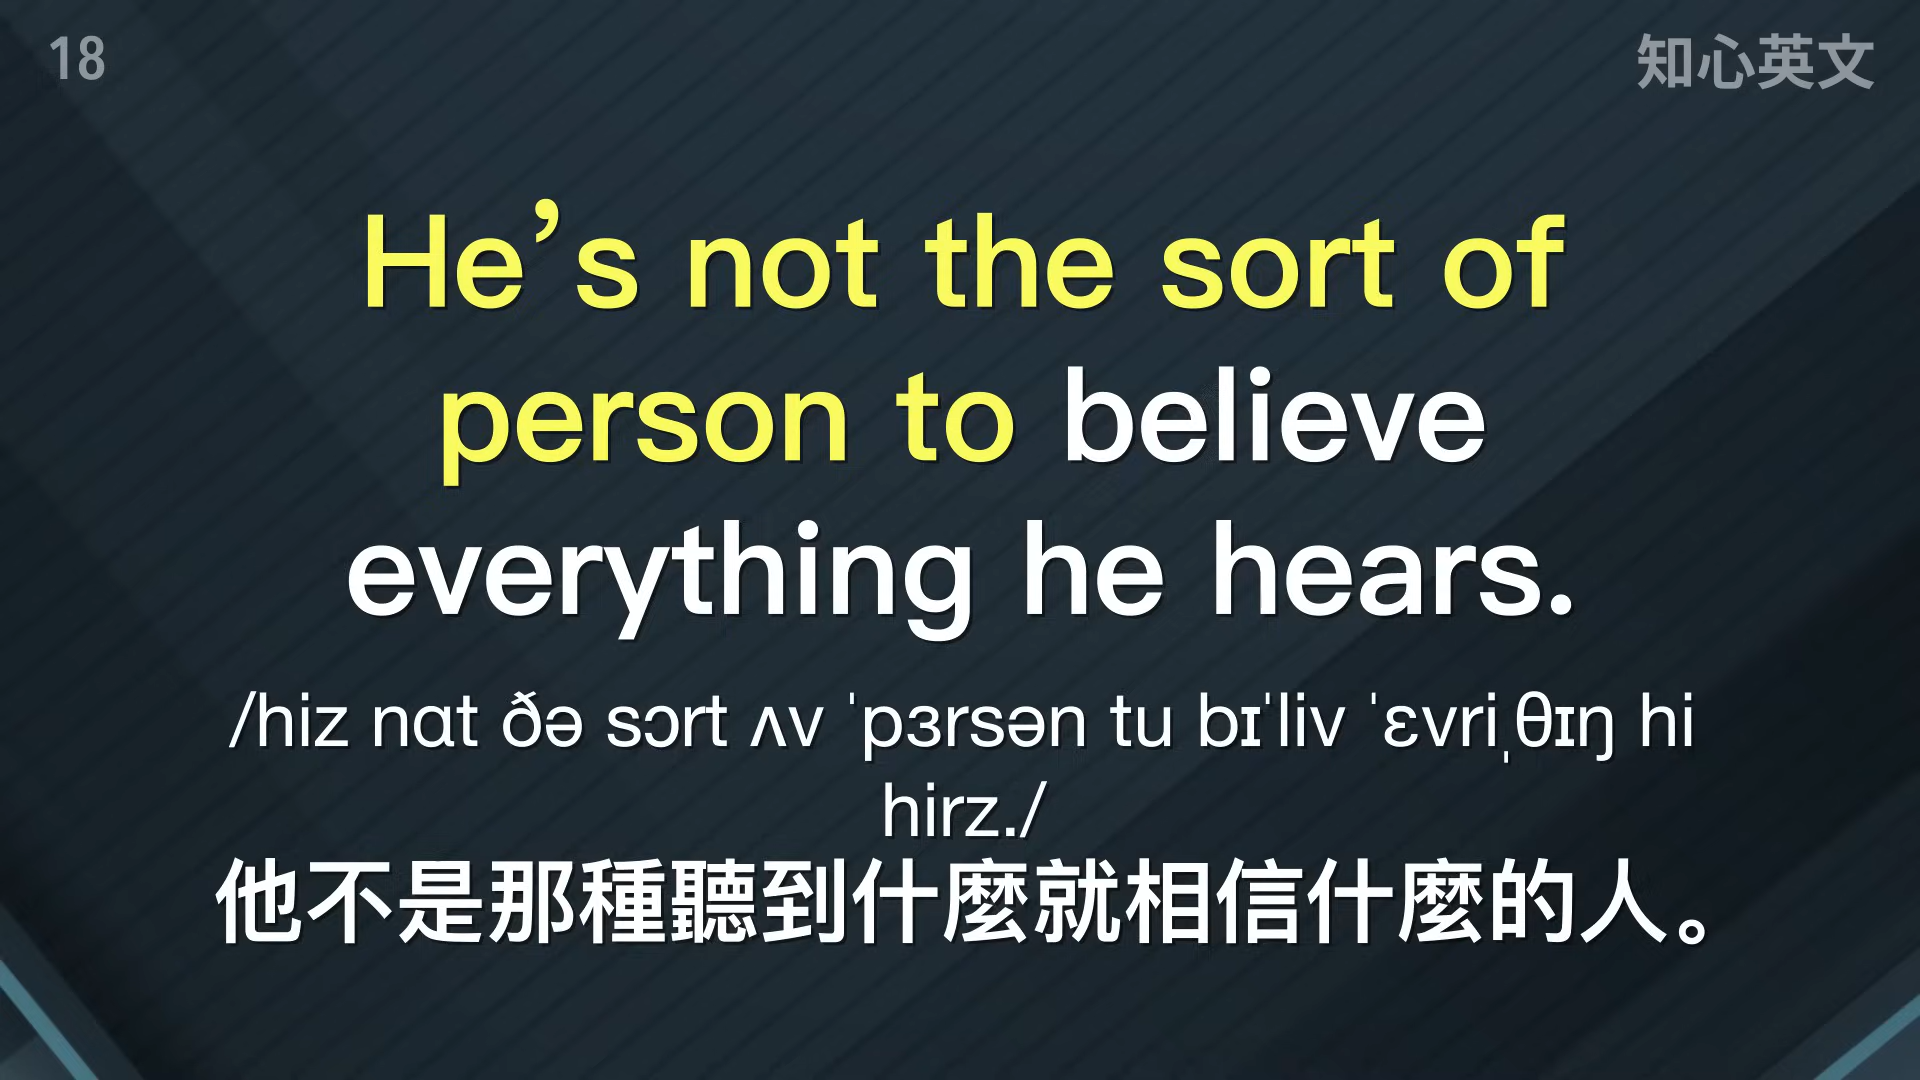 18
知心英文
He’s not the sort of
person to believe
everything he hears.
/hiz nɑt ðə sɔrt ʌv ˈpɜrsən tu bɪˈliv ˈɛvriˌθɪŋ hi
hirz./
他不是那種聽到什麼就相信什麼的人。